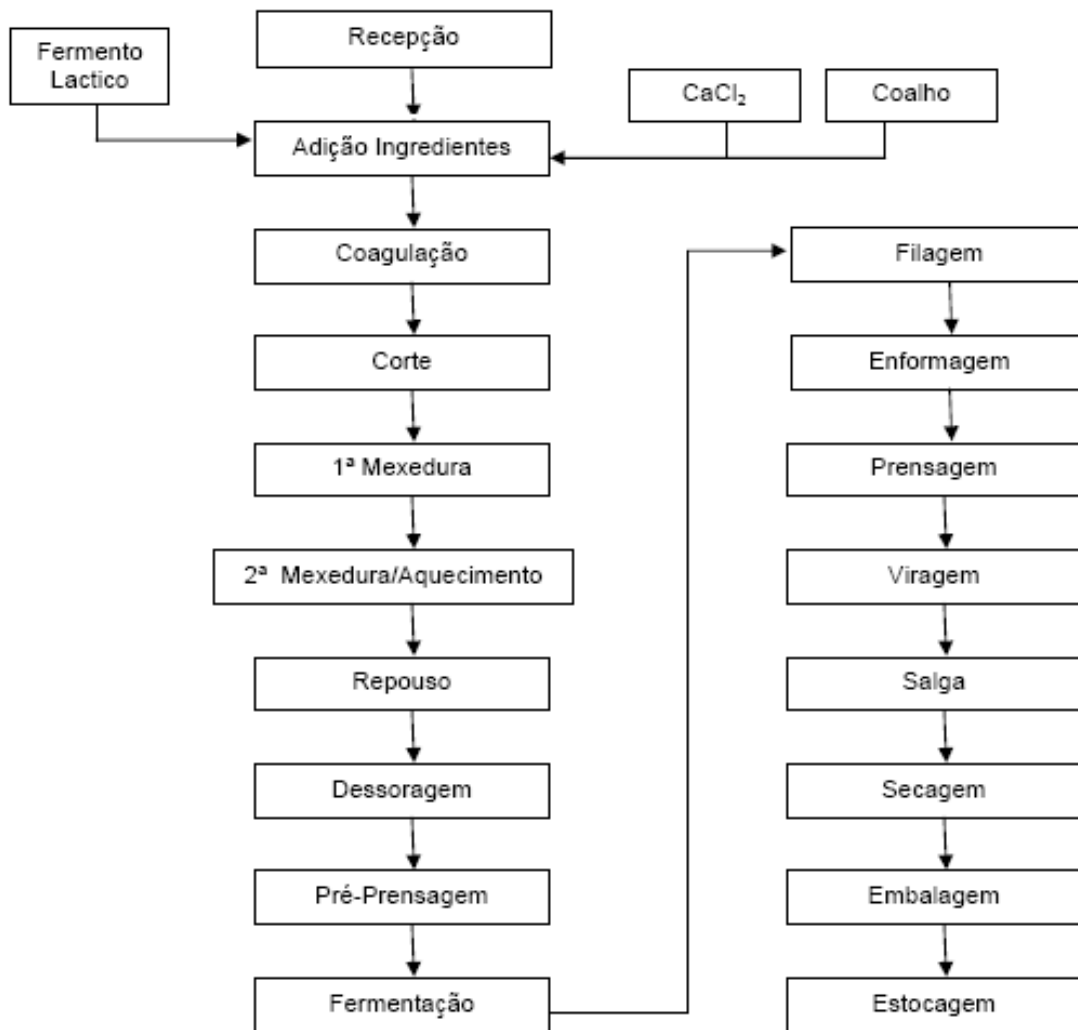 Recepção
Fermento
Lactico
CaCl₂
Coalho
Adição Ingredientes
Coagulação
Corte
1ª Mexedura
2ª Mexedura/Aquecimento
Repouso
Dessoragem
Pré-Prensagem
Fermentação
Filagem
Enformagem
Prensagem
Viragem
Salga
Secagem
Embalagem
Estocagem